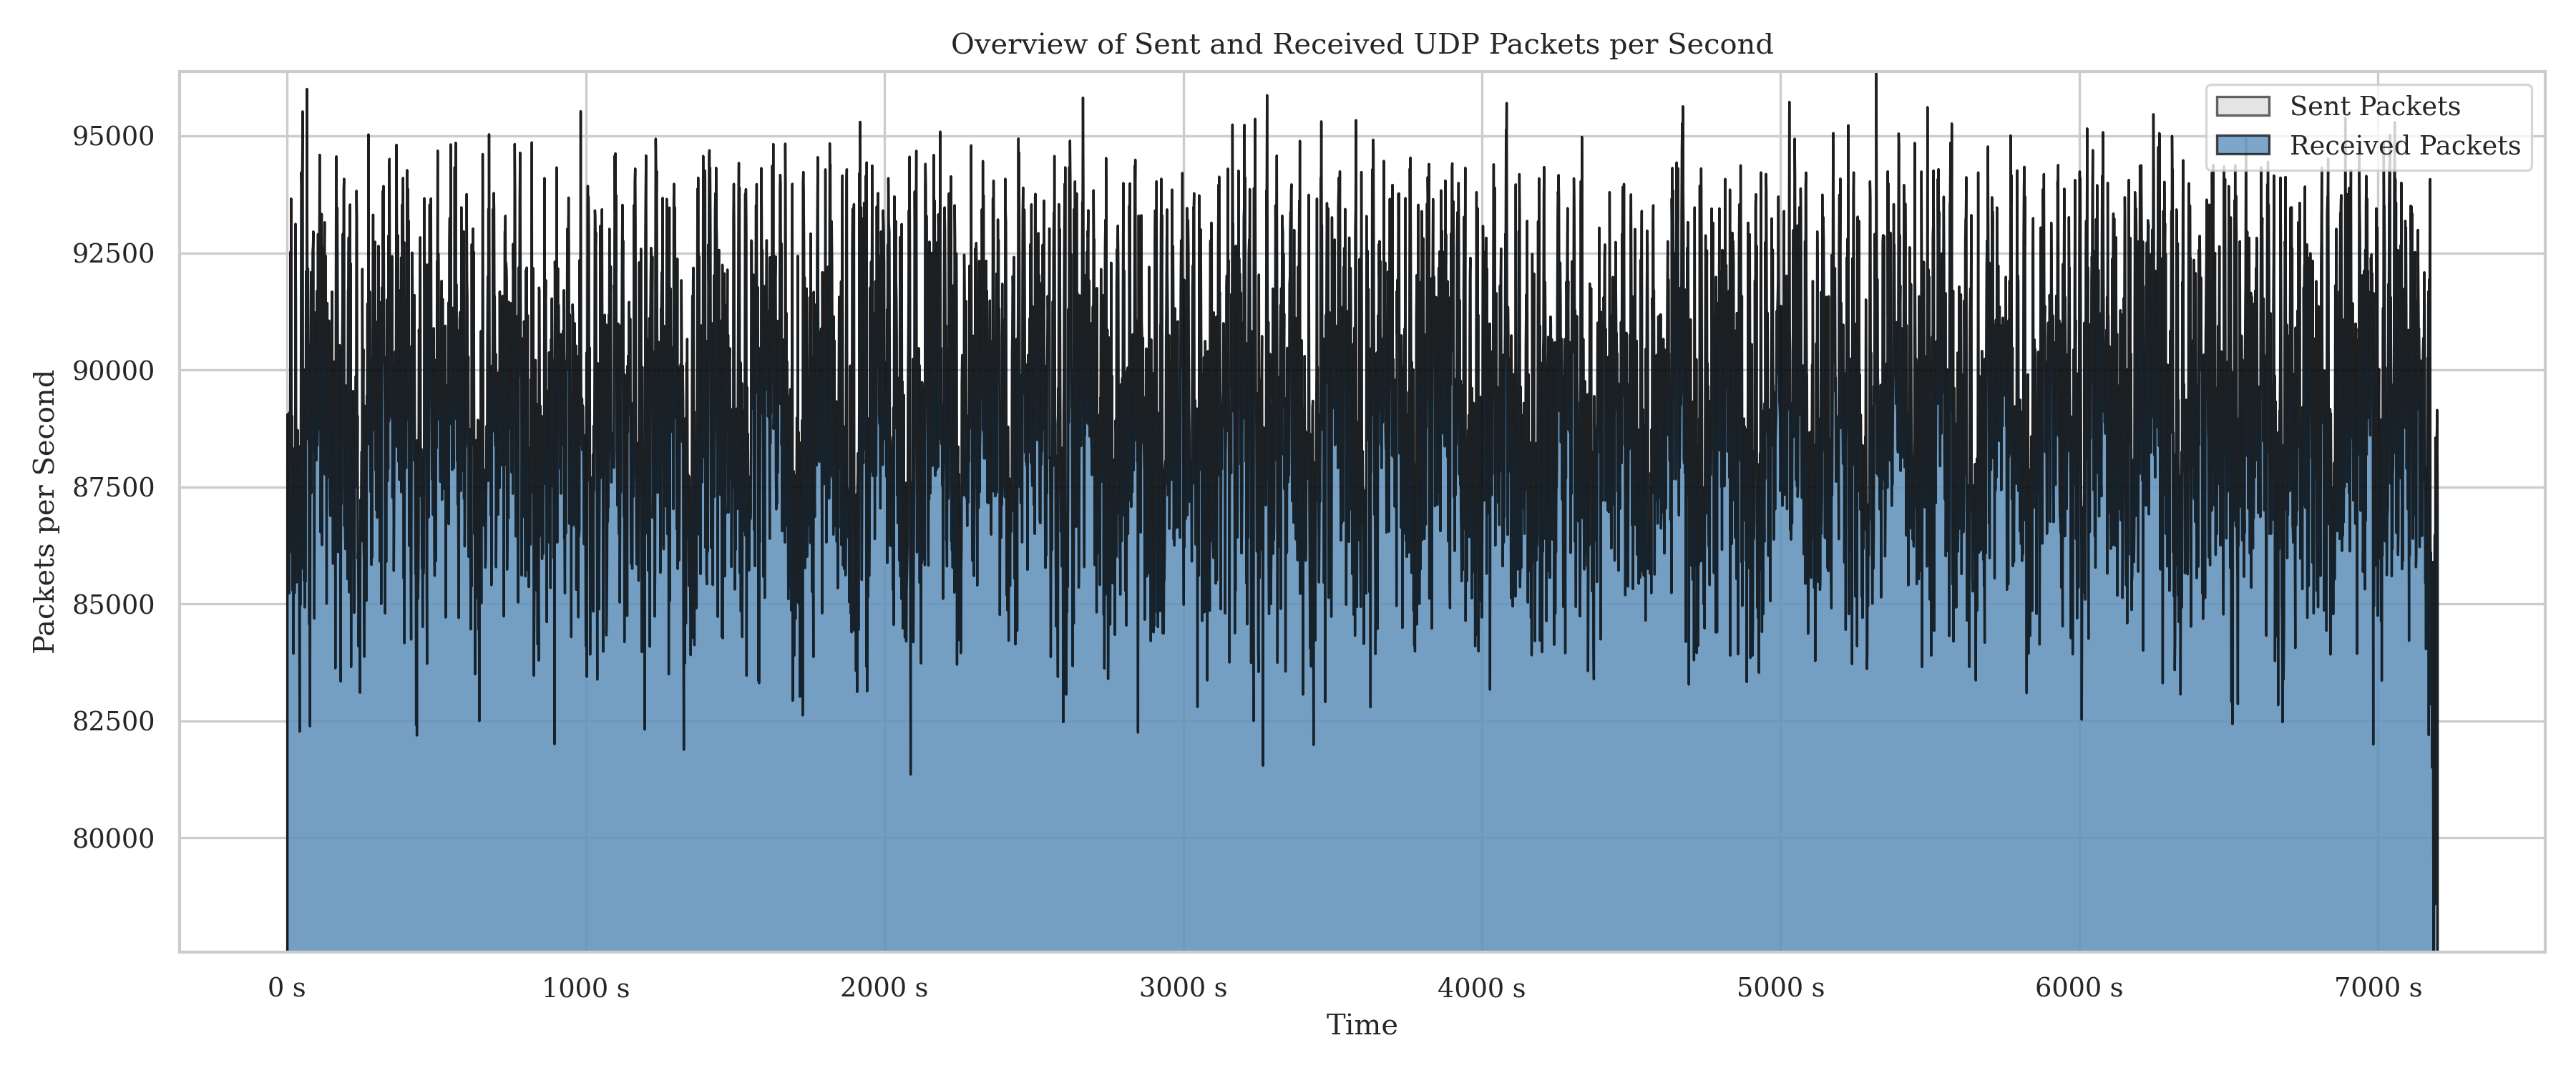 Overview of Sent and Received UDP Packets per Second
Sent Packets
Received Packets
Packets per Second
95000
92500
90000
87500
85000
82500
80000
0 s
1000 s
2000 s
3000 s
4000 s
5000 s
6000 s
7000 s
Time